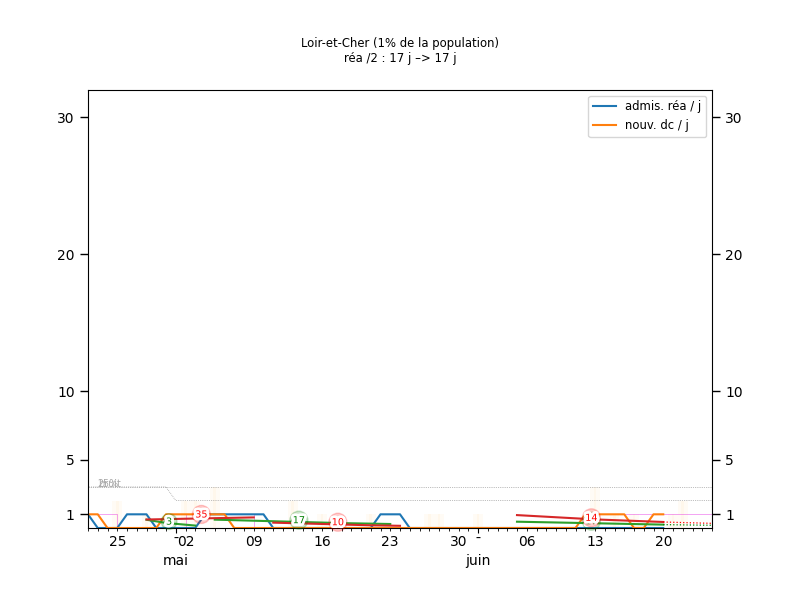 Loir-et-Cher (1% de la population)
réa /2 : 17 j –> 17 j
admis. réa / j
nouv. dc / j
30 30
20 20
10 10
5 5
1 1
3 35 17 10 14
25 02 09 16 23 30 06 13 20
mai juin